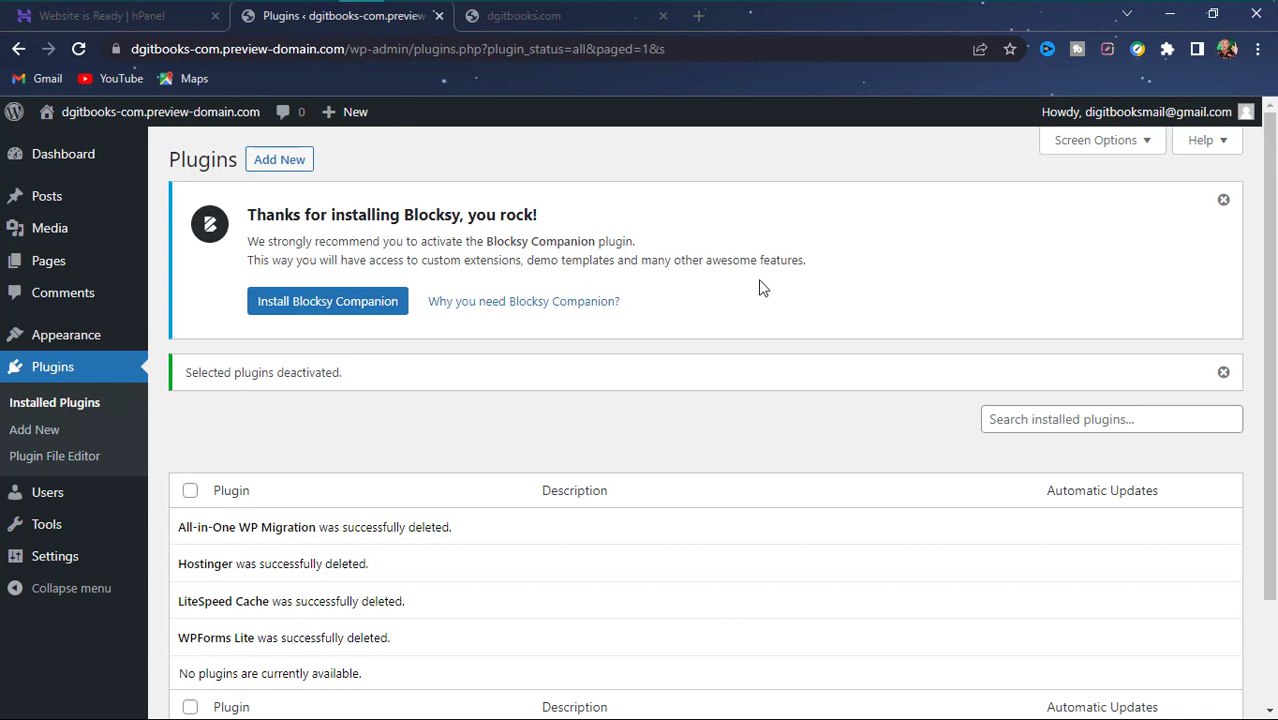 Website is Ready | hPanel
Plugins ‹ dgitbooks-com.preview
dgitbooks.com
dgitbooks-com.preview-domain.com/wp-admin/plugins.php?plugin_status=all&paged=1&s
Gmail YouTube Maps
dgitbooks-com.preview-domain.com 0 New Howdy, digitbooksmail@gmail.com
Screen Options Help
Dashboard
Posts
Media
Pages
Comments
Appearance
Plugins
Installed Plugins
Add New
Plugin File Editor
Users
Tools
Settings
Collapse menu
Plugins Add New
Thanks for installing Blocksy, you rock!
We strongly recommend you to activate the Blocksy Companion plugin.
This way you will have access to custom extensions, demo templates and many other awesome features.
Install Blocksy Companion Why you need Blocksy Companion?
Selected plugins deactivated.
Search installed plugins...
Plugin Description Automatic Updates
All-in-One WP Migration was successfully deleted.
Hostinger was successfully deleted.
LiteSpeed Cache was successfully deleted.
WPForms Lite was successfully deleted.
No plugins are currently available.
Plugin Description Automatic Updates